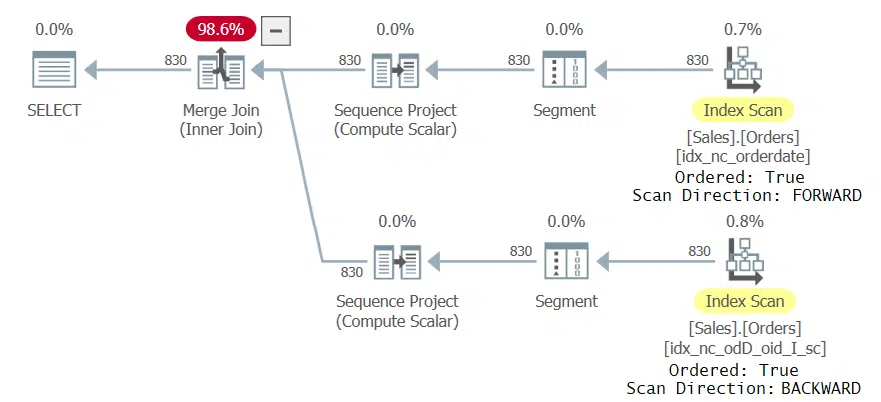 0.0%
98.6%
0.0%
0.0%
0.7%
830
830
830
830
SELECT
Merge Join
(Inner Join)
Sequence Project
(Compute Scalar)
Segment
Index Scan
[Sales].[Orders]
[idx_nc_orderdate]
Ordered: True
Scan Direction: FORWARD
0.0%
0.0%
0.8%
830
830
830
Sequence Project
(Compute Scalar)
Segment
Index Scan
[Sales].[Orders]
[idx_nc_odD_oid_I_sc]
Ordered: True
Scan Direction: BACKWARD